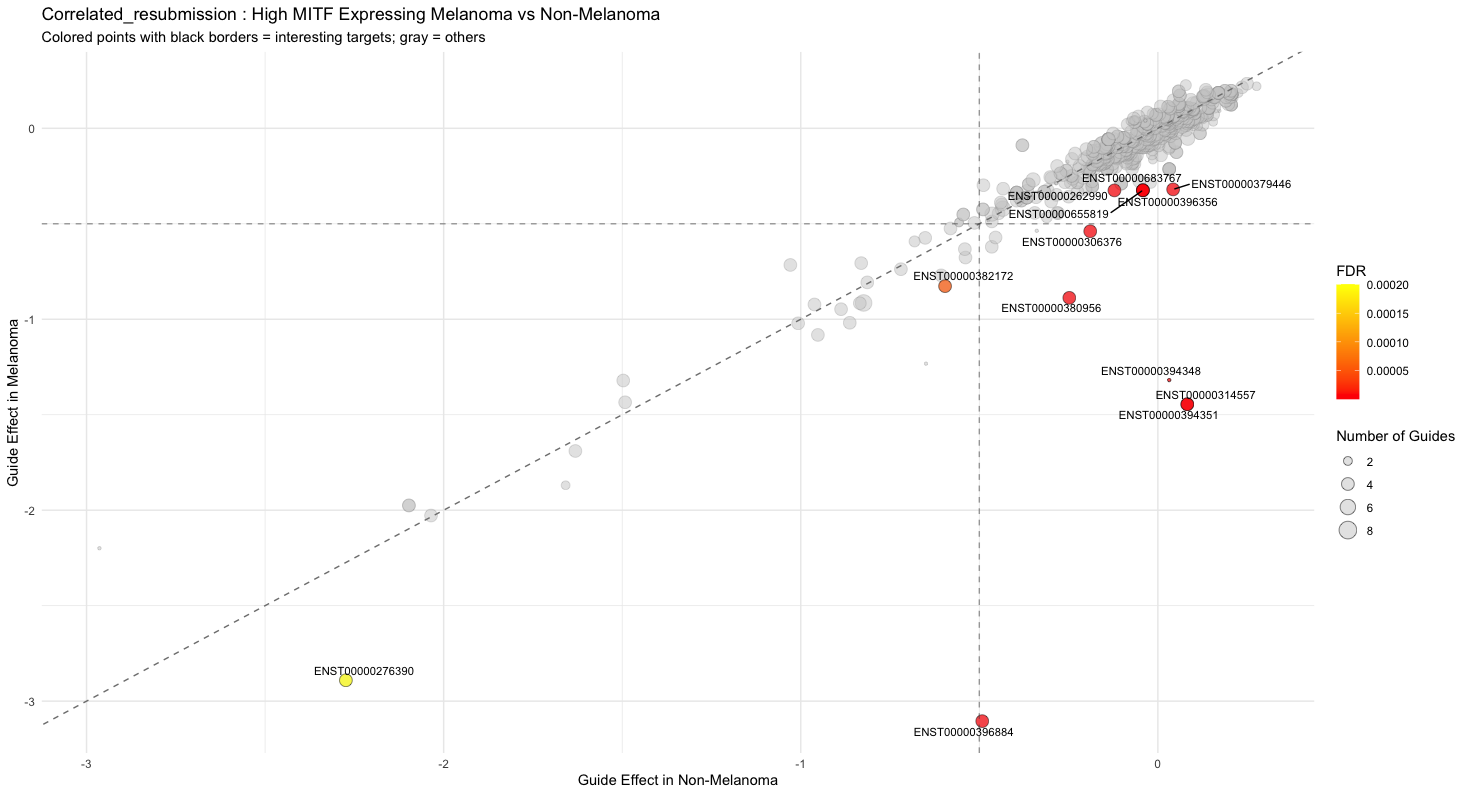 Correlated_resubmission : High MITF Expressing Melanoma vs Non-Melanoma
Colored points with black borders = interesting targets; gray = others
Guide Effect in Melanoma
0
-1
-2
-3
ENST00000683767
ENST00000379446
ENST00000262990
ENST00000396356
ENST00000655819
ENST00000306376
ENST00000382172
ENST00000380956
ENST00000394348
ENST00000314557
ENST00000394351
ENST00000276390
ENST00000396884
-3
-2
-1
0
Guide Effect in Non-Melanoma
FDR
0.00020
0.00015
0.00010
0.00005
Number of Guides
2
4
6
8